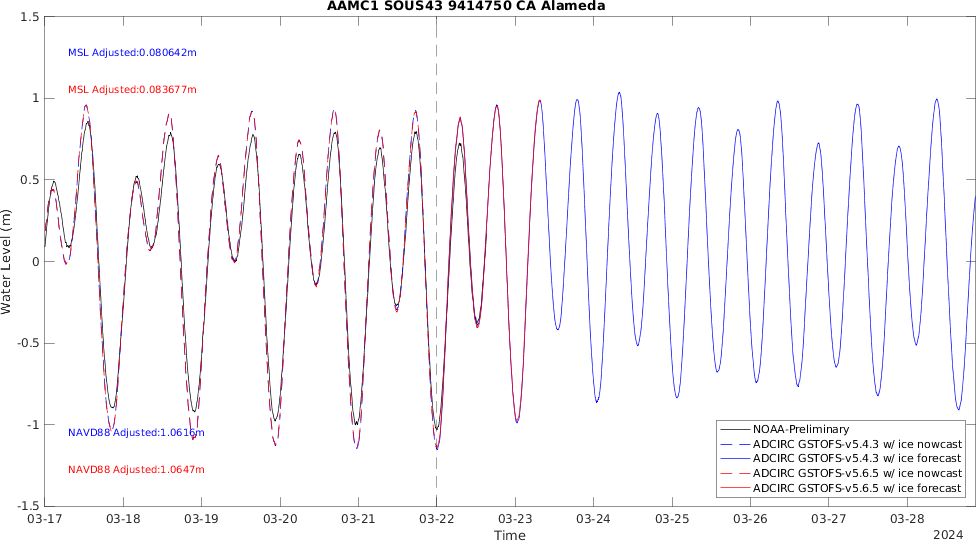 AAMC1 SOUS43 9414750 CA Alameda
1.5
1
0.5
0
-0.5
-1
-1.5
Water Level (m)
MSL Adjusted:0.080642m
MSL Adjusted:0.083677m
NAVD88 Adjusted:1.0616m
NAVD88 Adjusted:1.0647m
NOAA-Preliminary
ADCIRC GSTOFS-v5.4.3 w/ ice nowcast
ADCIRC GSTOFS-v5.4.3 w/ ice forecast
ADCIRC GSTOFS-v5.6.5 w/ ice nowcast
ADCIRC GSTOFS-v5.6.5 w/ ice forecast
03-17 03-18 03-19 03-20 03-21 03-22 03-23 03-24 03-25 03-26 03-27 03-28
2024
Time